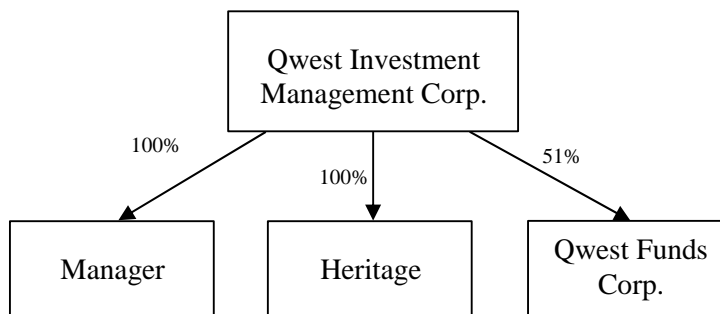 Qwest Investment
Management Corp.
100%
100%
51%
Manager
Heritage
Qwest Funds
Corp.